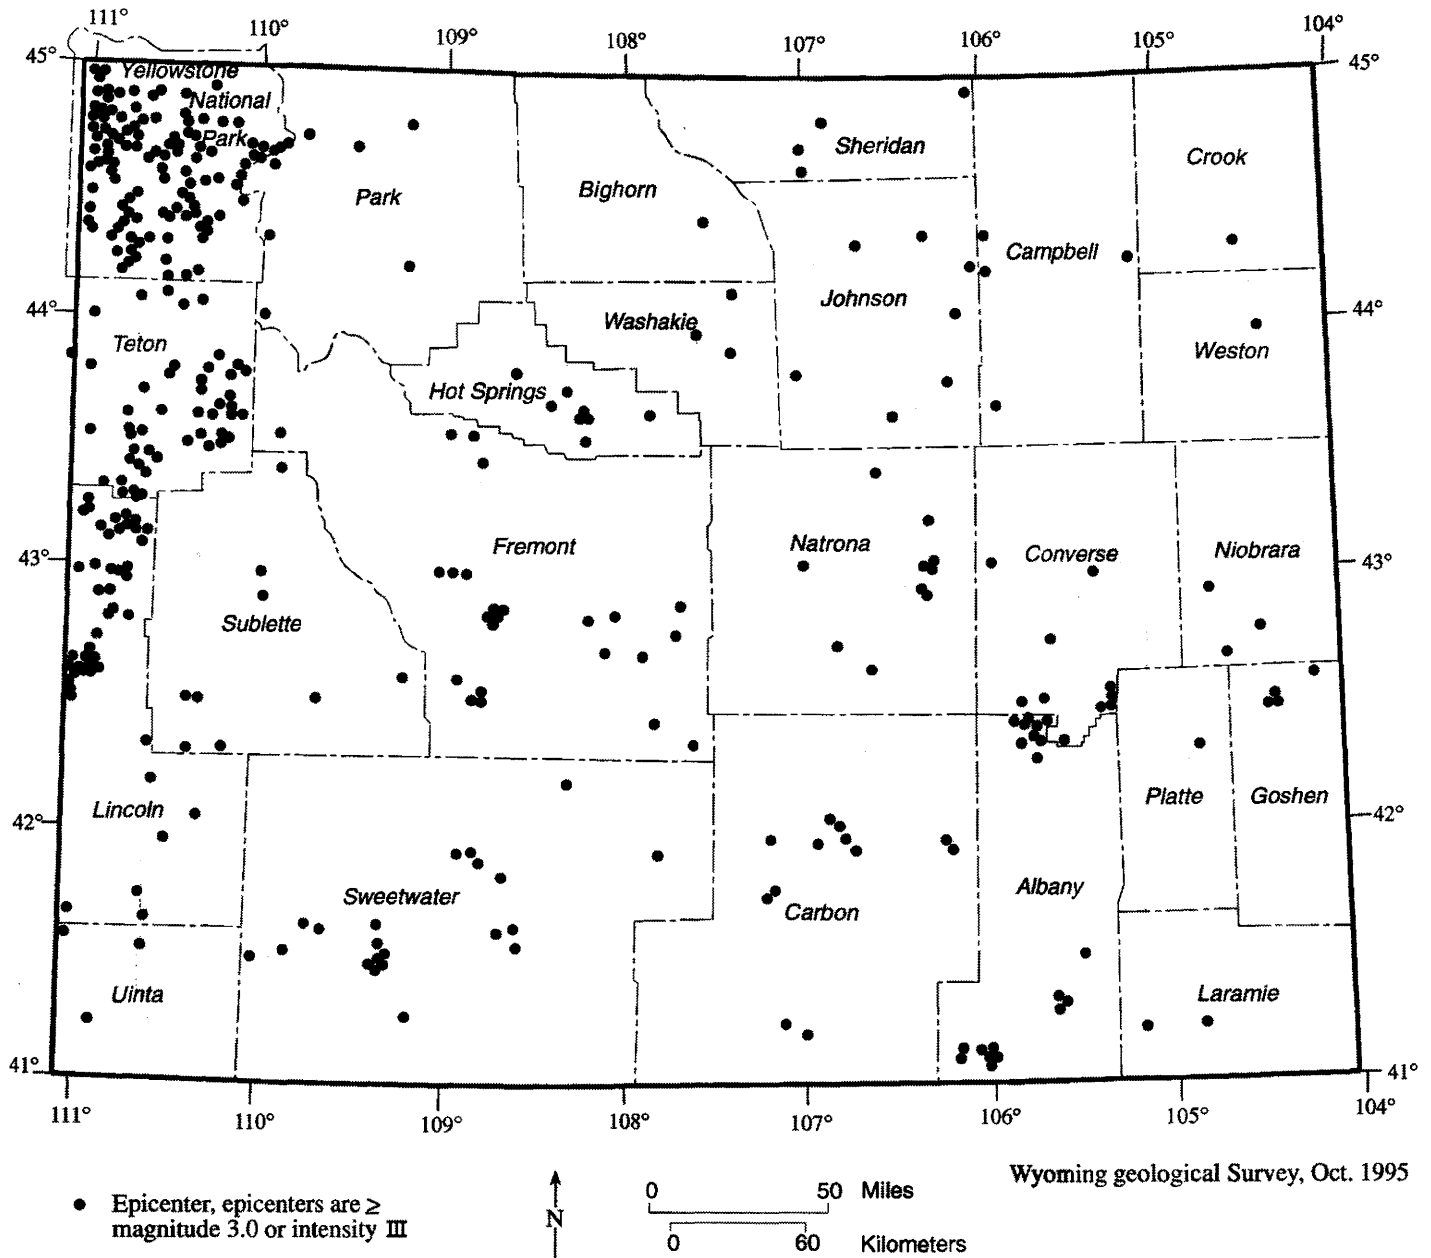 111°
110°
109°
108°
107°
106°
105°
104°
45°
45°
Yellowstone
National
Park
Sheridan
Crook
Park
Bighorn
Campbell
Johnson
44°
44°
Washakie
Teton
Weston
Hot Springs
Fremont
Natrona
Converse
Niobrara
43°
43°
Sublette
Platte
Goshen
Lincoln
42°
42°
Sweetwater
Albany
Carbon
Uinta
Laramie
41°
41°
111°
110°
109°
108°
107°
106°
105°
104°
Wyoming geological Survey, Oct. 1995
Epicenter, epicenters are ≥
magnitude 3.0 or intensity III
N
0 50 Miles
0 60 Kilometers